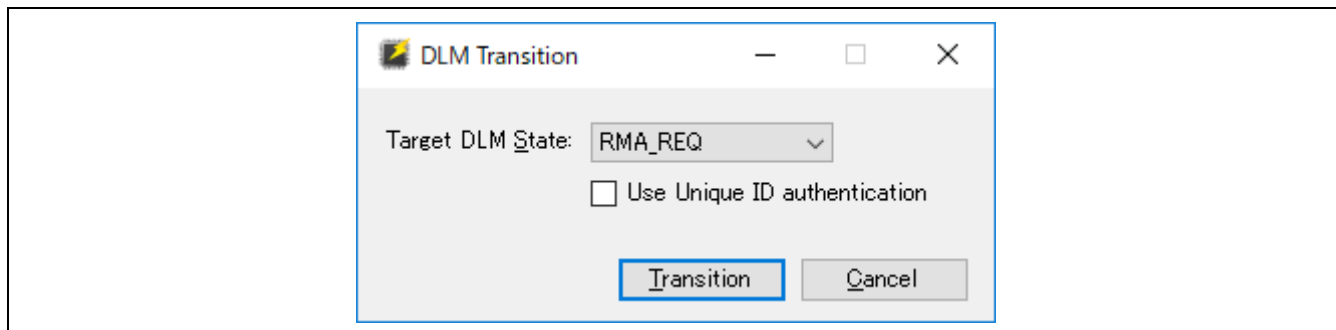 DLM Transition
Target DLM State: RMA_REQ
Use Unique ID authentication
Transition Cancel